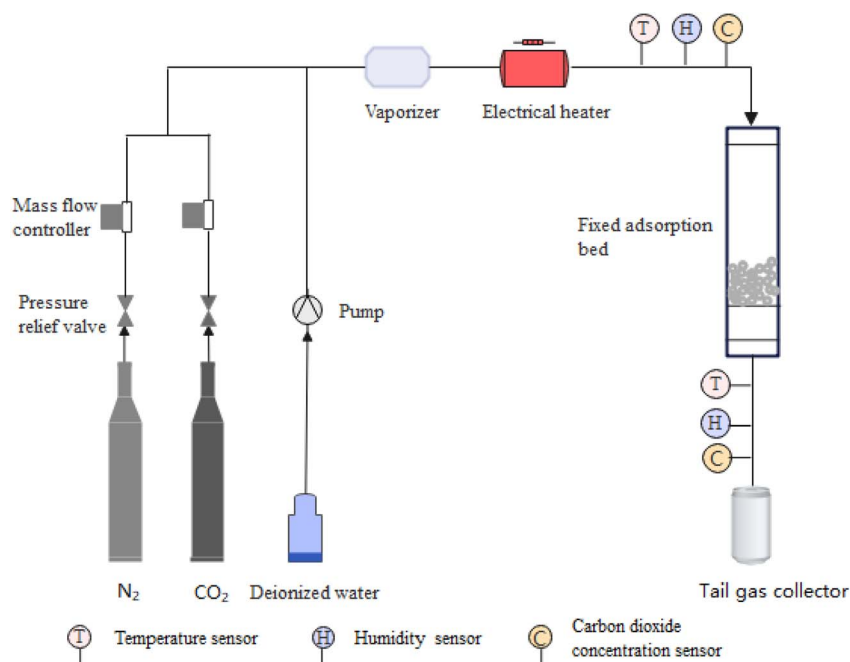 T H C
Vaporizer
Electrical heater
Mass flow
controller
Fixed adsorption
bed
Pressure
relief valve
Pump
T
H
C
N₂ CO₂ Deionized water
Tail gas collector
T Temperature sensor H Humidity sensor C Carbon dioxide
concentration sensor